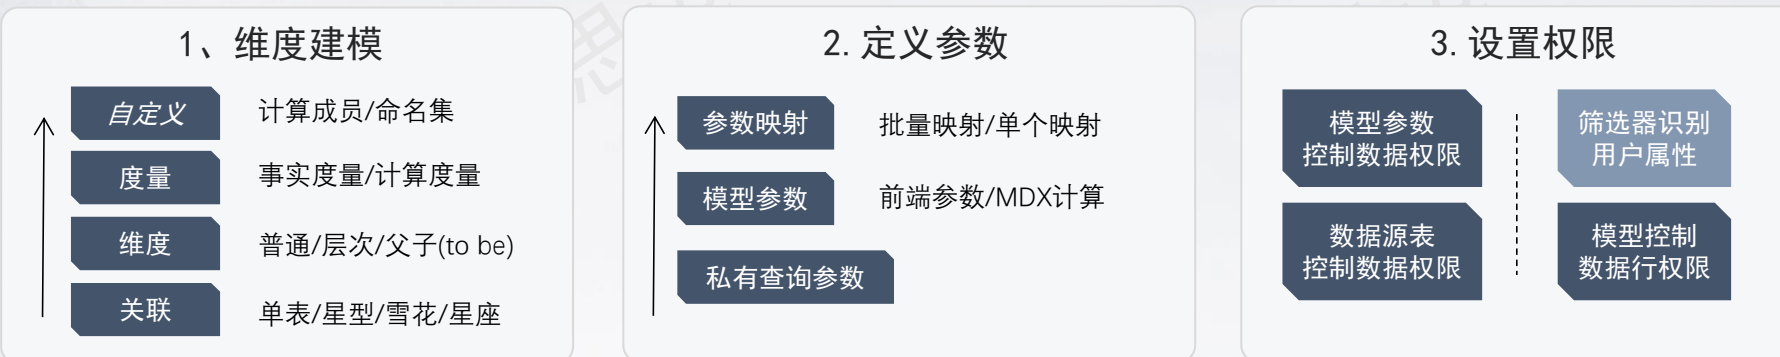 1、维度建模
自定义 计算成员/命名集
度量 事实度量/计算度量
维度 普通/层次/父子(to be)
关联 单表/星型/雪花/星座
2.定义参数
参数映射 批量映射/单个映射
模型参数 前端参数/MDX计算
私有查询参数
3.设置权限
模型参数
控制数据权限
筛选器识别
用户属性
数据源表
控制数据权限
模型控制
数据行权限